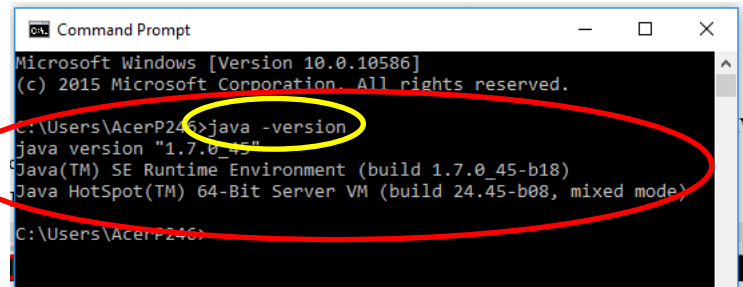 Command Prompt
Microsoft Windows [Version 10.0.10586]
(c) 2015 Microsoft Corporation. All rights reserved.
C:\Users\AcerP246>java -version
java version "1.7.0_45"
Java(TM) SE Runtime Environment (build 1.7.0_45-b18)
Java HotSpot(TM) 64-Bit Server VM (build 24.45-b08, mixed mode)
C:\Users\AcerP246>